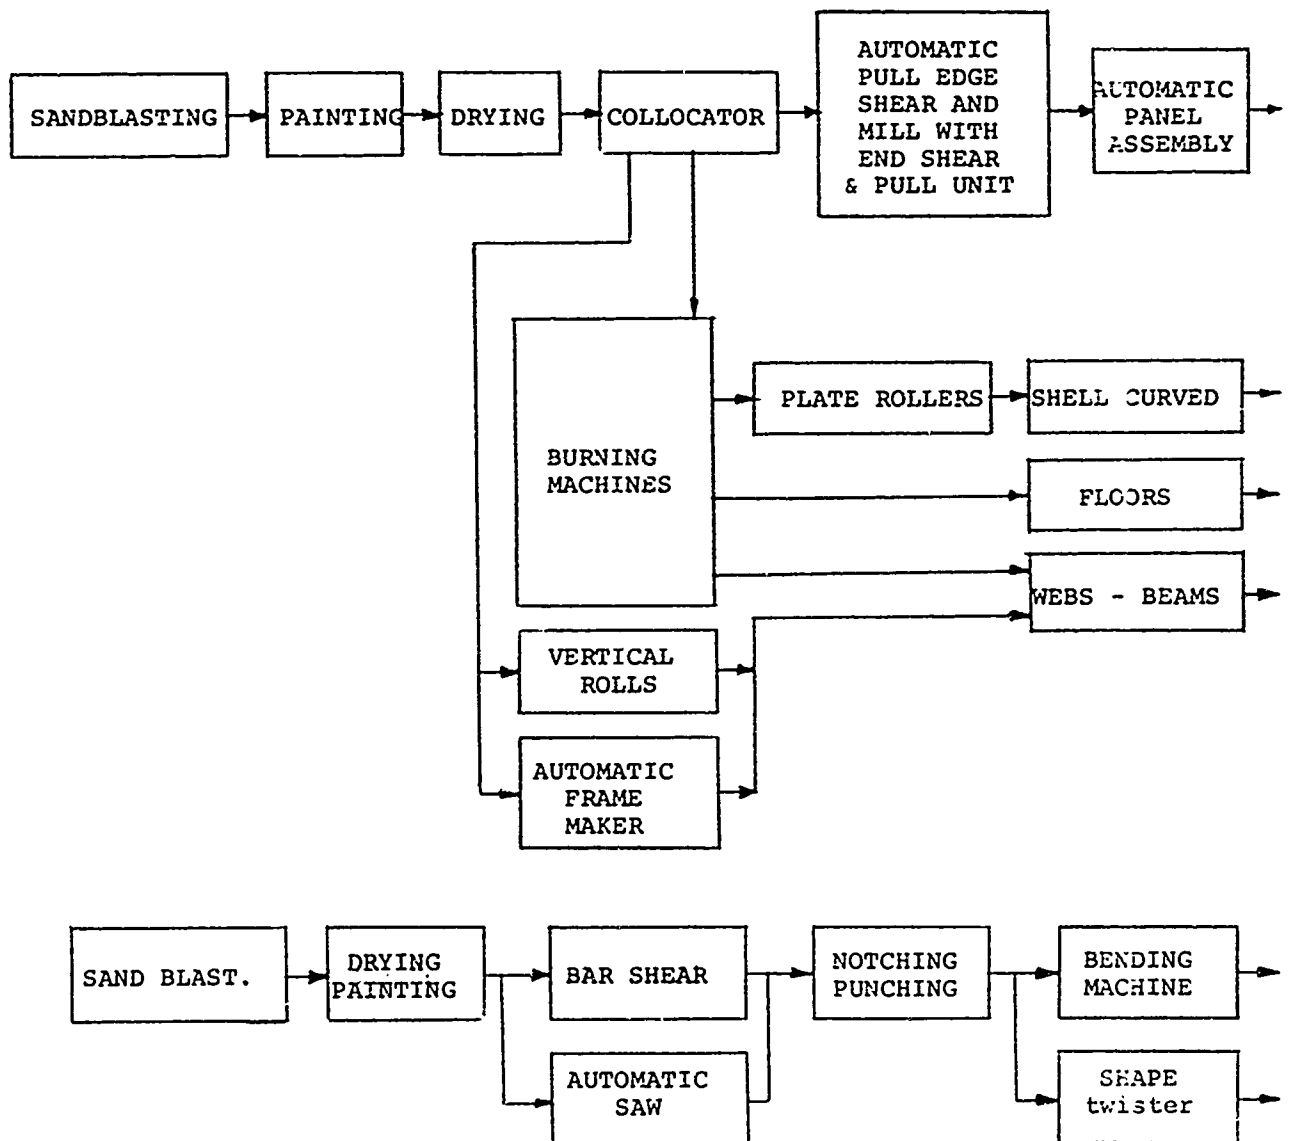 SANDBLASTING
PAINTING
DRYING
COLLOCATOR
AUTOMATIC
PULL EDGE
SHEAR AND
MILL WITH
END SHEAR
& PULL UNIT
AUTOMATIC
PANEL
ASSEMBLY
BURNING
MACHINES
PLATE ROLLERS
SHELL CURVED
FLOORS
WEBS - BEAMS
VERTICAL
ROLLS
AUTOMATIC
FRAME
MAKER
SAND BLAST.
DRYING
PAINTING
BAR SHEAR
NOTCHING
PUNCHING
BENDING
MACHINE
AUTOMATIC
SAW
SHAPE
twister